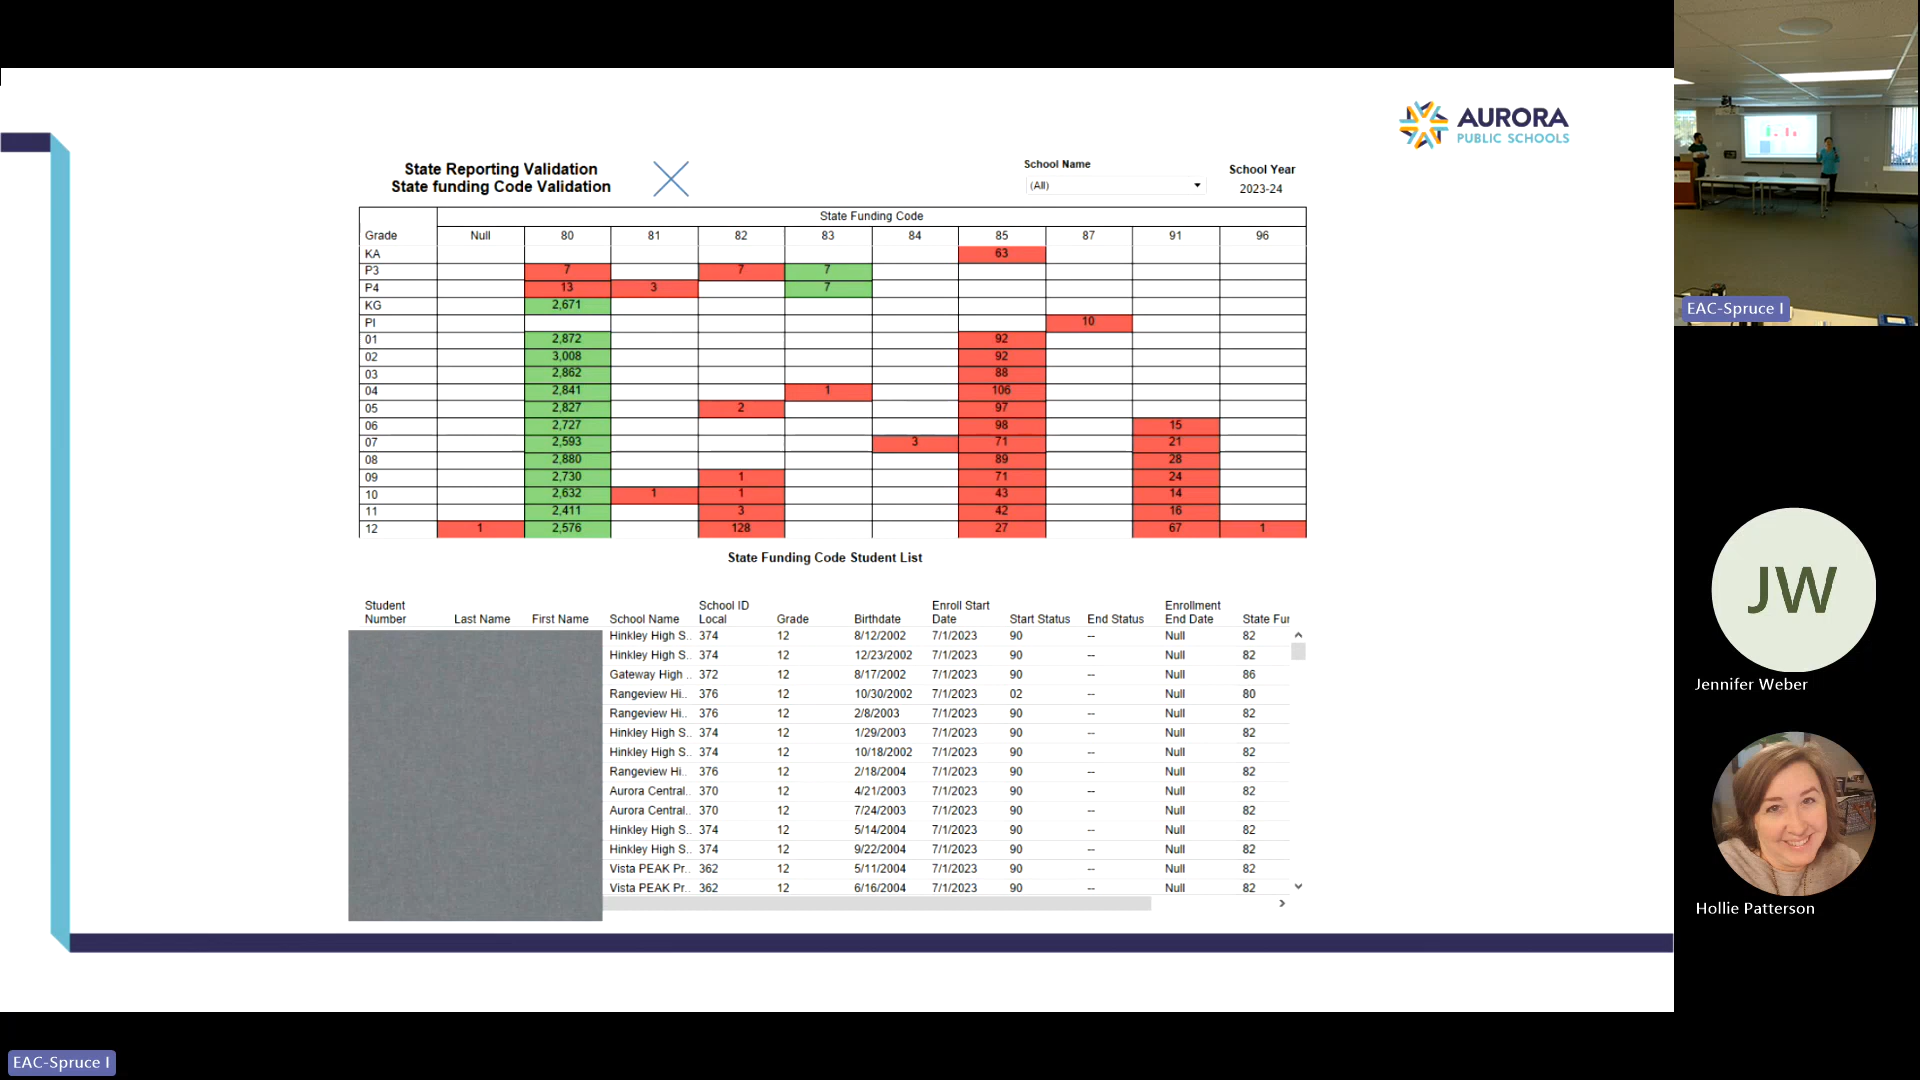 AURORA
PUBLIC SCHOOLS
State Reporting Validation
State funding Code Validation
School Name
(All)
School Year
2023-24
State Funding Code
Grade Null 80 81 82 83 84 85 87 91 96
KA 63
P3 7 7 7
P4 13 3 7
KG 2,671
PI 10
01 2,872 92
02 3,008 92
03 2,862 88
04 2,841 1 106
05 2,827 2 97
06 2,727 98 15
07 2,593 3 71 21
08 2,880 89 28
09 2,730 1 71 24
10 2,632 1 1 43 14
11 2,411 3 42 16
12 1 2,576 128 27 67 1
State Funding Code Student List
Student Number Last Name First Name School Name School ID Local Grade Birthdate Enroll Start Date Start Status End Status Enrollment End Date State Fur
Hinkley High S.. 374 12 8/12/2002 7/1/2023 90 -- Null 82
Hinkley High S.. 374 12 12/23/2002 7/1/2023 90 -- Null 82
Gateway High .. 372 12 8/17/2002 7/1/2023 90 -- Null 86
Rangeview Hi.. 376 12 10/30/2002 7/1/2023 02 -- Null 80
Rangeview Hi.. 376 12 2/8/2003 7/1/2023 90 -- Null 82
Hinkley High S.. 374 12 1/29/2003 7/1/2023 90 -- Null 82
Hinkley High S.. 374 12 10/18/2002 7/1/2023 90 -- Null 82
Rangeview Hi.. 376 12 2/18/2004 7/1/2023 90 -- Null 82
Aurora Central.. 370 12 4/21/2003 7/1/2023 90 -- Null 82
Aurora Central.. 370 12 7/24/2003 7/1/2023 90 -- Null 82
Hinkley High S.. 374 12 5/14/2004 7/1/2023 90 -- Null 82
Hinkley High S.. 374 12 9/22/2004 7/1/2023 90 -- Null 82
Vista PEAK Pr.. 362 12 5/11/2004 7/1/2023 90 -- Null 82
Vista PEAK Pr.. 362 12 6/16/2004 7/1/2023 90 -- Null 82
EAC-Spruce I
JW
Jennifer Weber
Hollie Patterson
EAC-Spruce I